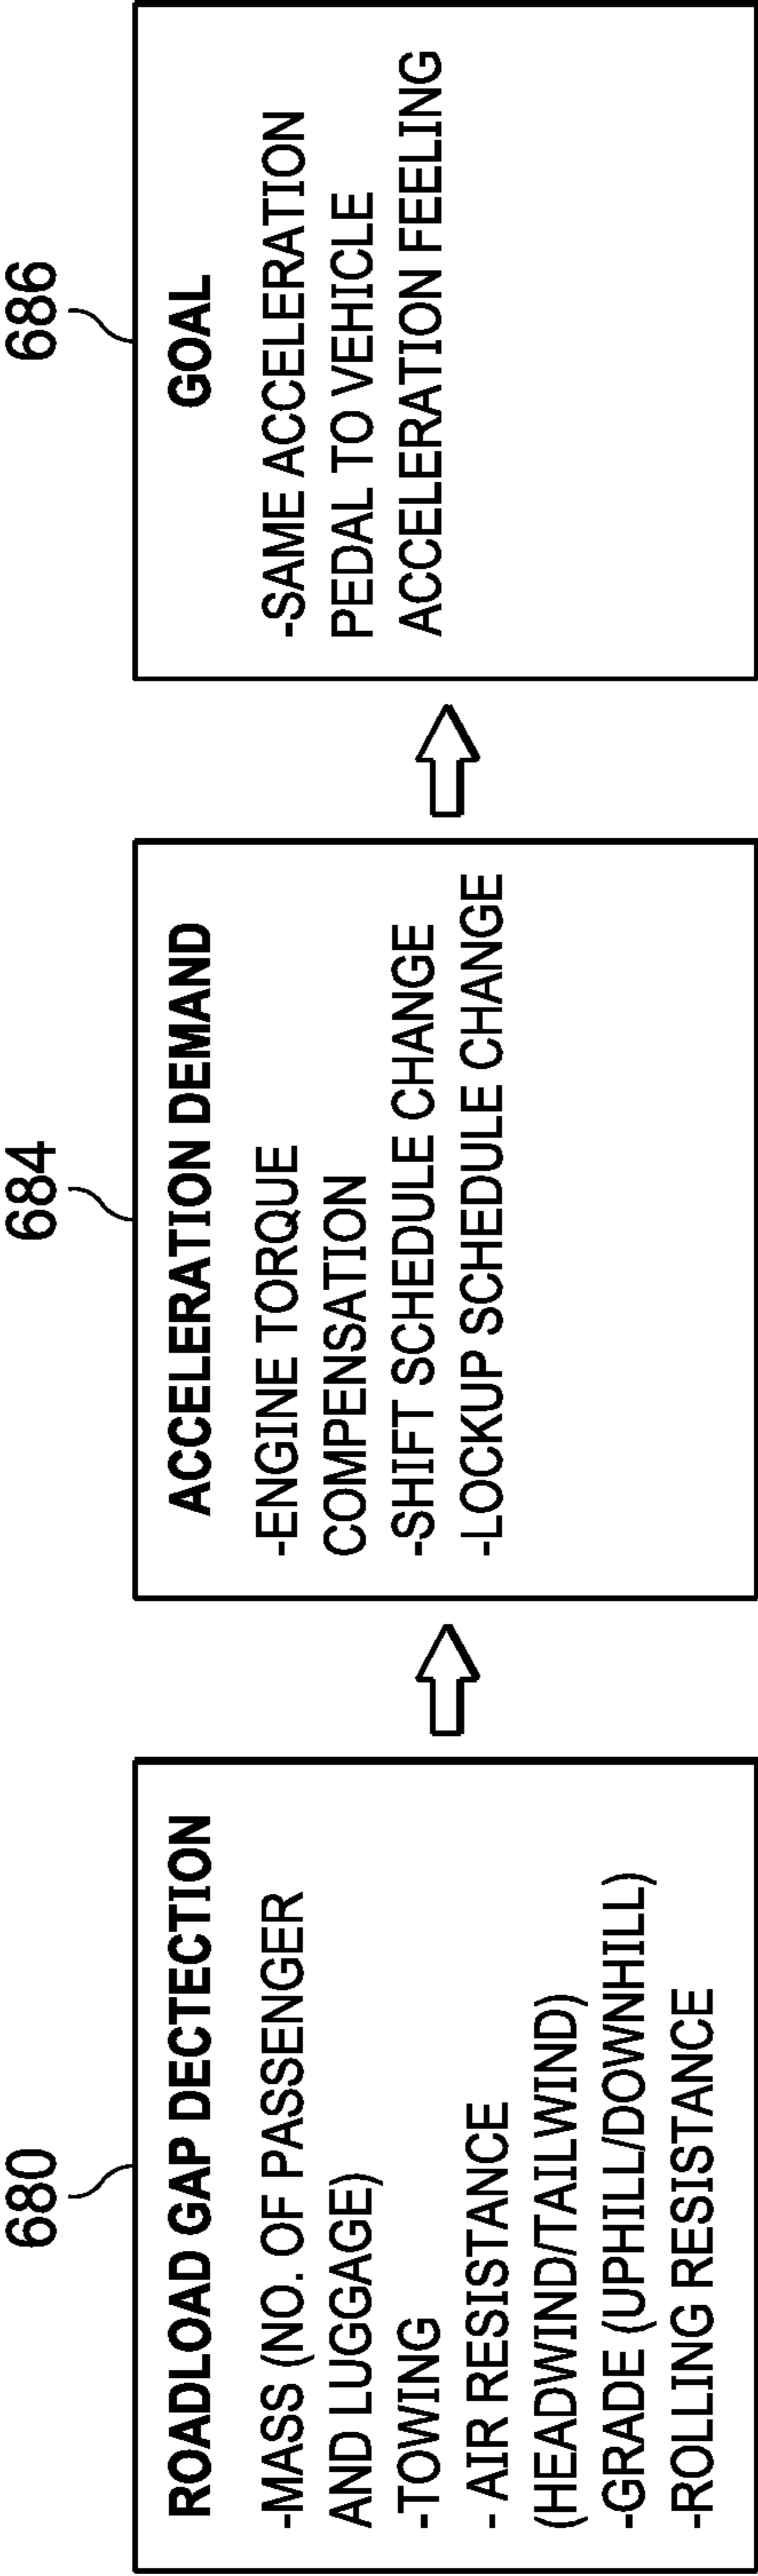 680
ROADLOAD GAP DECTECTION
-MASS (NO. OF PASSENGER
AND LUGGAGE)
-TOWING
- AIR RESISTANCE
(HEADWIND/TAILWIND)
-GRADE (UPHILL/DOWNHILL)
-ROLLING RESISTANCE
684
ACCELERATION DEMAND
-ENGINE TORQUE
COMPENSATION
-SHIFT SCHEDULE CHANGE
-LOCKUP SCHEDULE CHANGE
686
GOAL
-SAME ACCELERATION
PEDAL TO VEHICLE
ACCELERATION FEELING